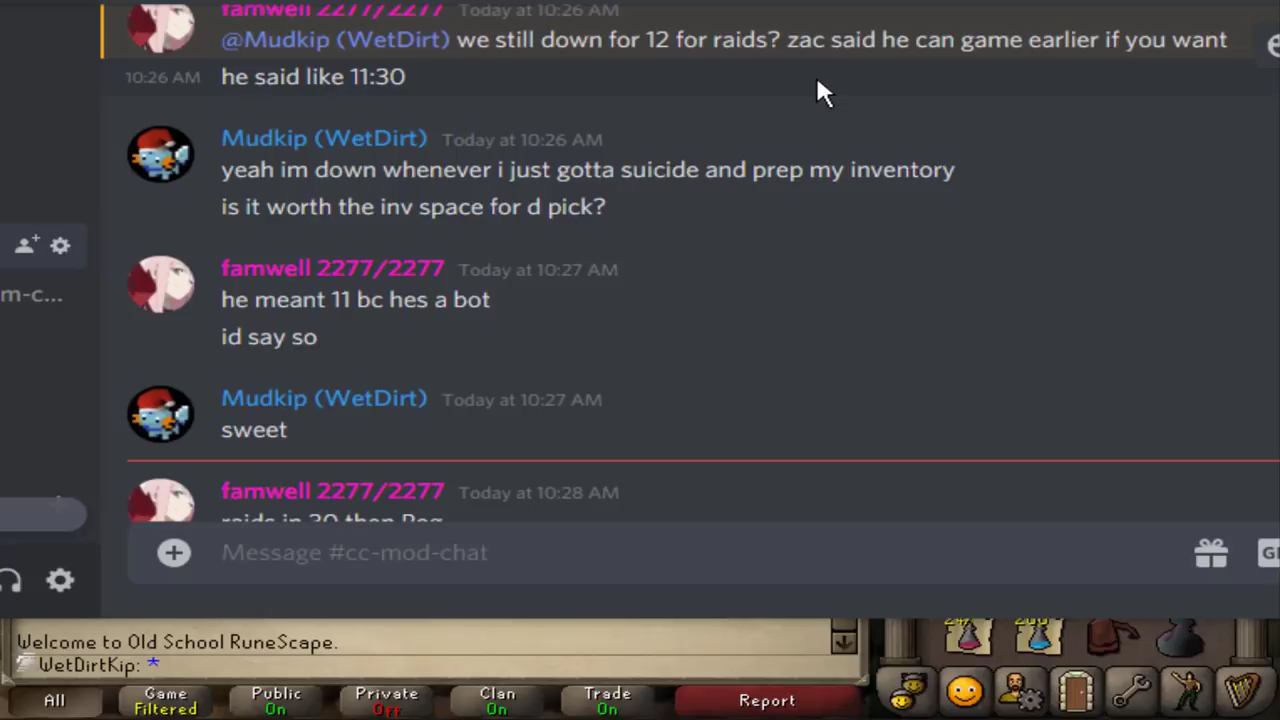 famwell 2277/2277 Today at 10:26 AM
@Mudkip (WetDirt) we still down for 12 for raids? zac said he can game earlier if you want
10:26 AM he said like 11:30
Mudkip (WetDirt) Today at 10:26 AM
yeah im down whenever i just gotta suicide and prep my inventory
is it worth the inv space for d pick?
m-c...
famwell 2277/2277 Today at 10:27 AM
he meant 11 bc hes a bot
id say so
Mudkip (WetDirt) Today at 10:27 AM
sweet
famwell 2277/2277 Today at 10:28 AM
raids in 30 then Pog
Message #cc-mod-chat
GI
Welcome to Old School RuneScape.
WetDirtKip: *
All
Game Filtered
Public On
Private Off
Clan On
Trade On
Report